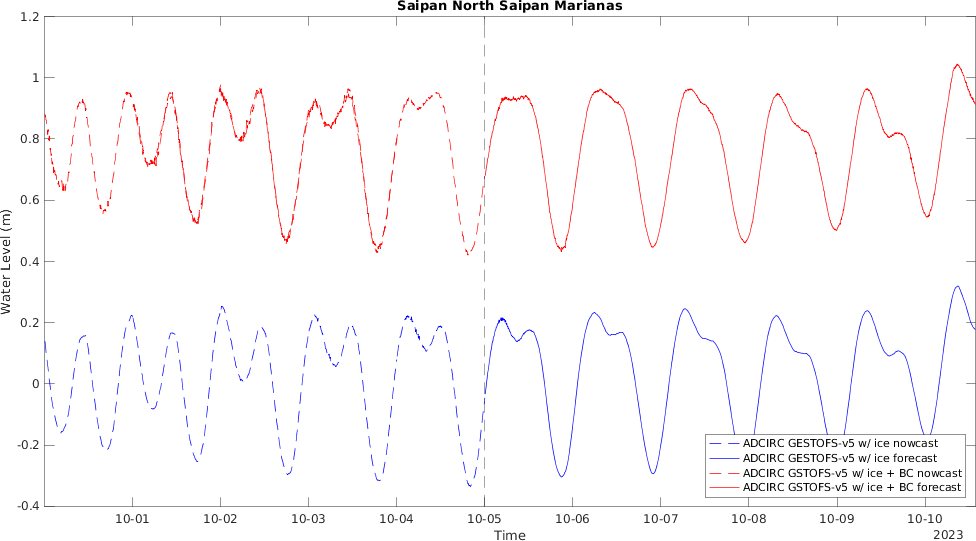 Saipan North Saipan Marianas
1.2
1
0.8
0.6
0.4
0.2
0
-0.2
-0.4
Water Level (m)
ADCIRC GESTOFS-v5 w/ ice nowcast
ADCIRC GESTOFS-v5 w/ ice forecast
ADCIRC GSTOFS-v5 w/ ice + BC nowcast
ADCIRC GSTOFS-v5 w/ ice + BC forecast
10-01 10-02 10-03 10-04 10-05 10-06 10-07 10-08 10-09 10-10
Time
2023